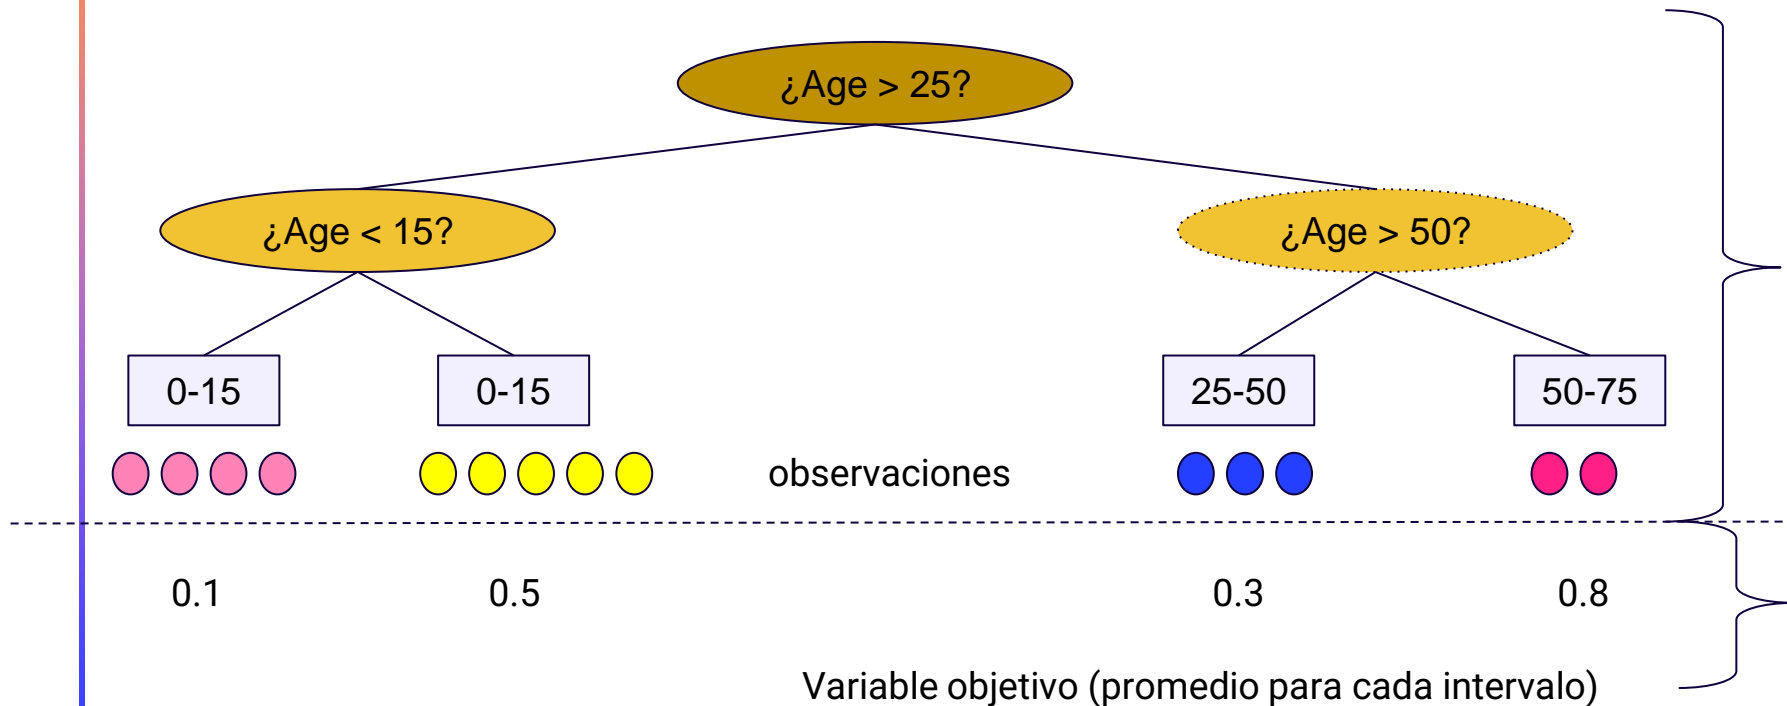 ¿Age > 25?
¿Age < 15?
¿Age > 50?
0-15
0-15
25-50
50-75
observaciones
0.1
0.5
0.3
0.8
Variable objetivo (promedio para cada intervalo)